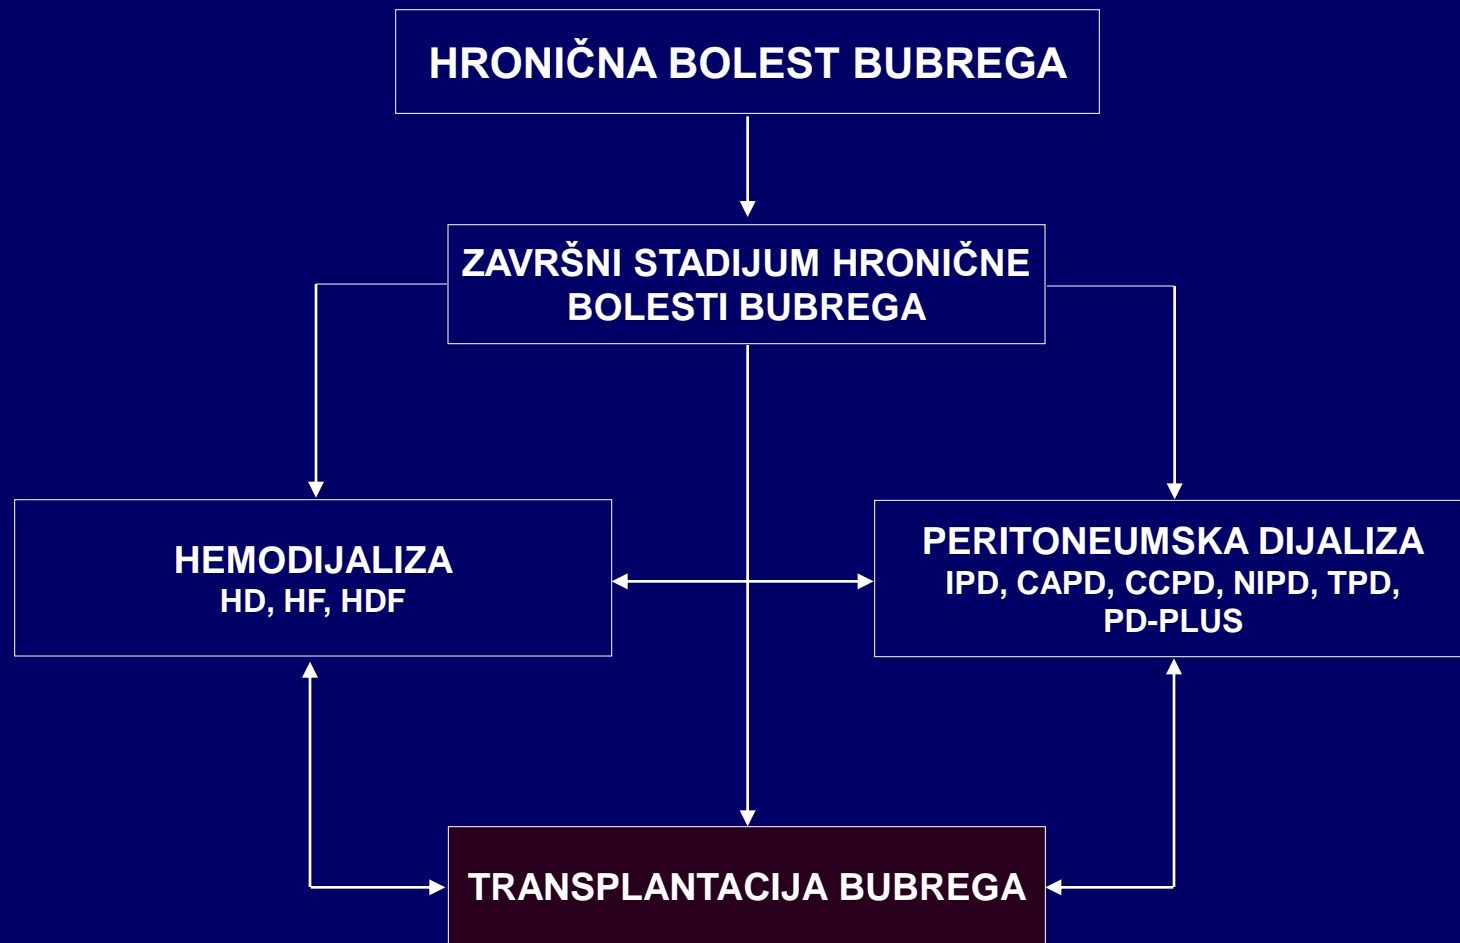 HRONIČNA BOLEST BUBREGA
ZAVRŠNI STADIJUM HRONIČNE
BOLESTI BUBREGA
HEMODIJALIZA
HD, HF, HDF
PERITONEUMSKA DIJALIZA
IPD, CAPD, CCPD, NIPD, TPD,
PD-PLUS
TRANSPLANTACIJA BUBREGA